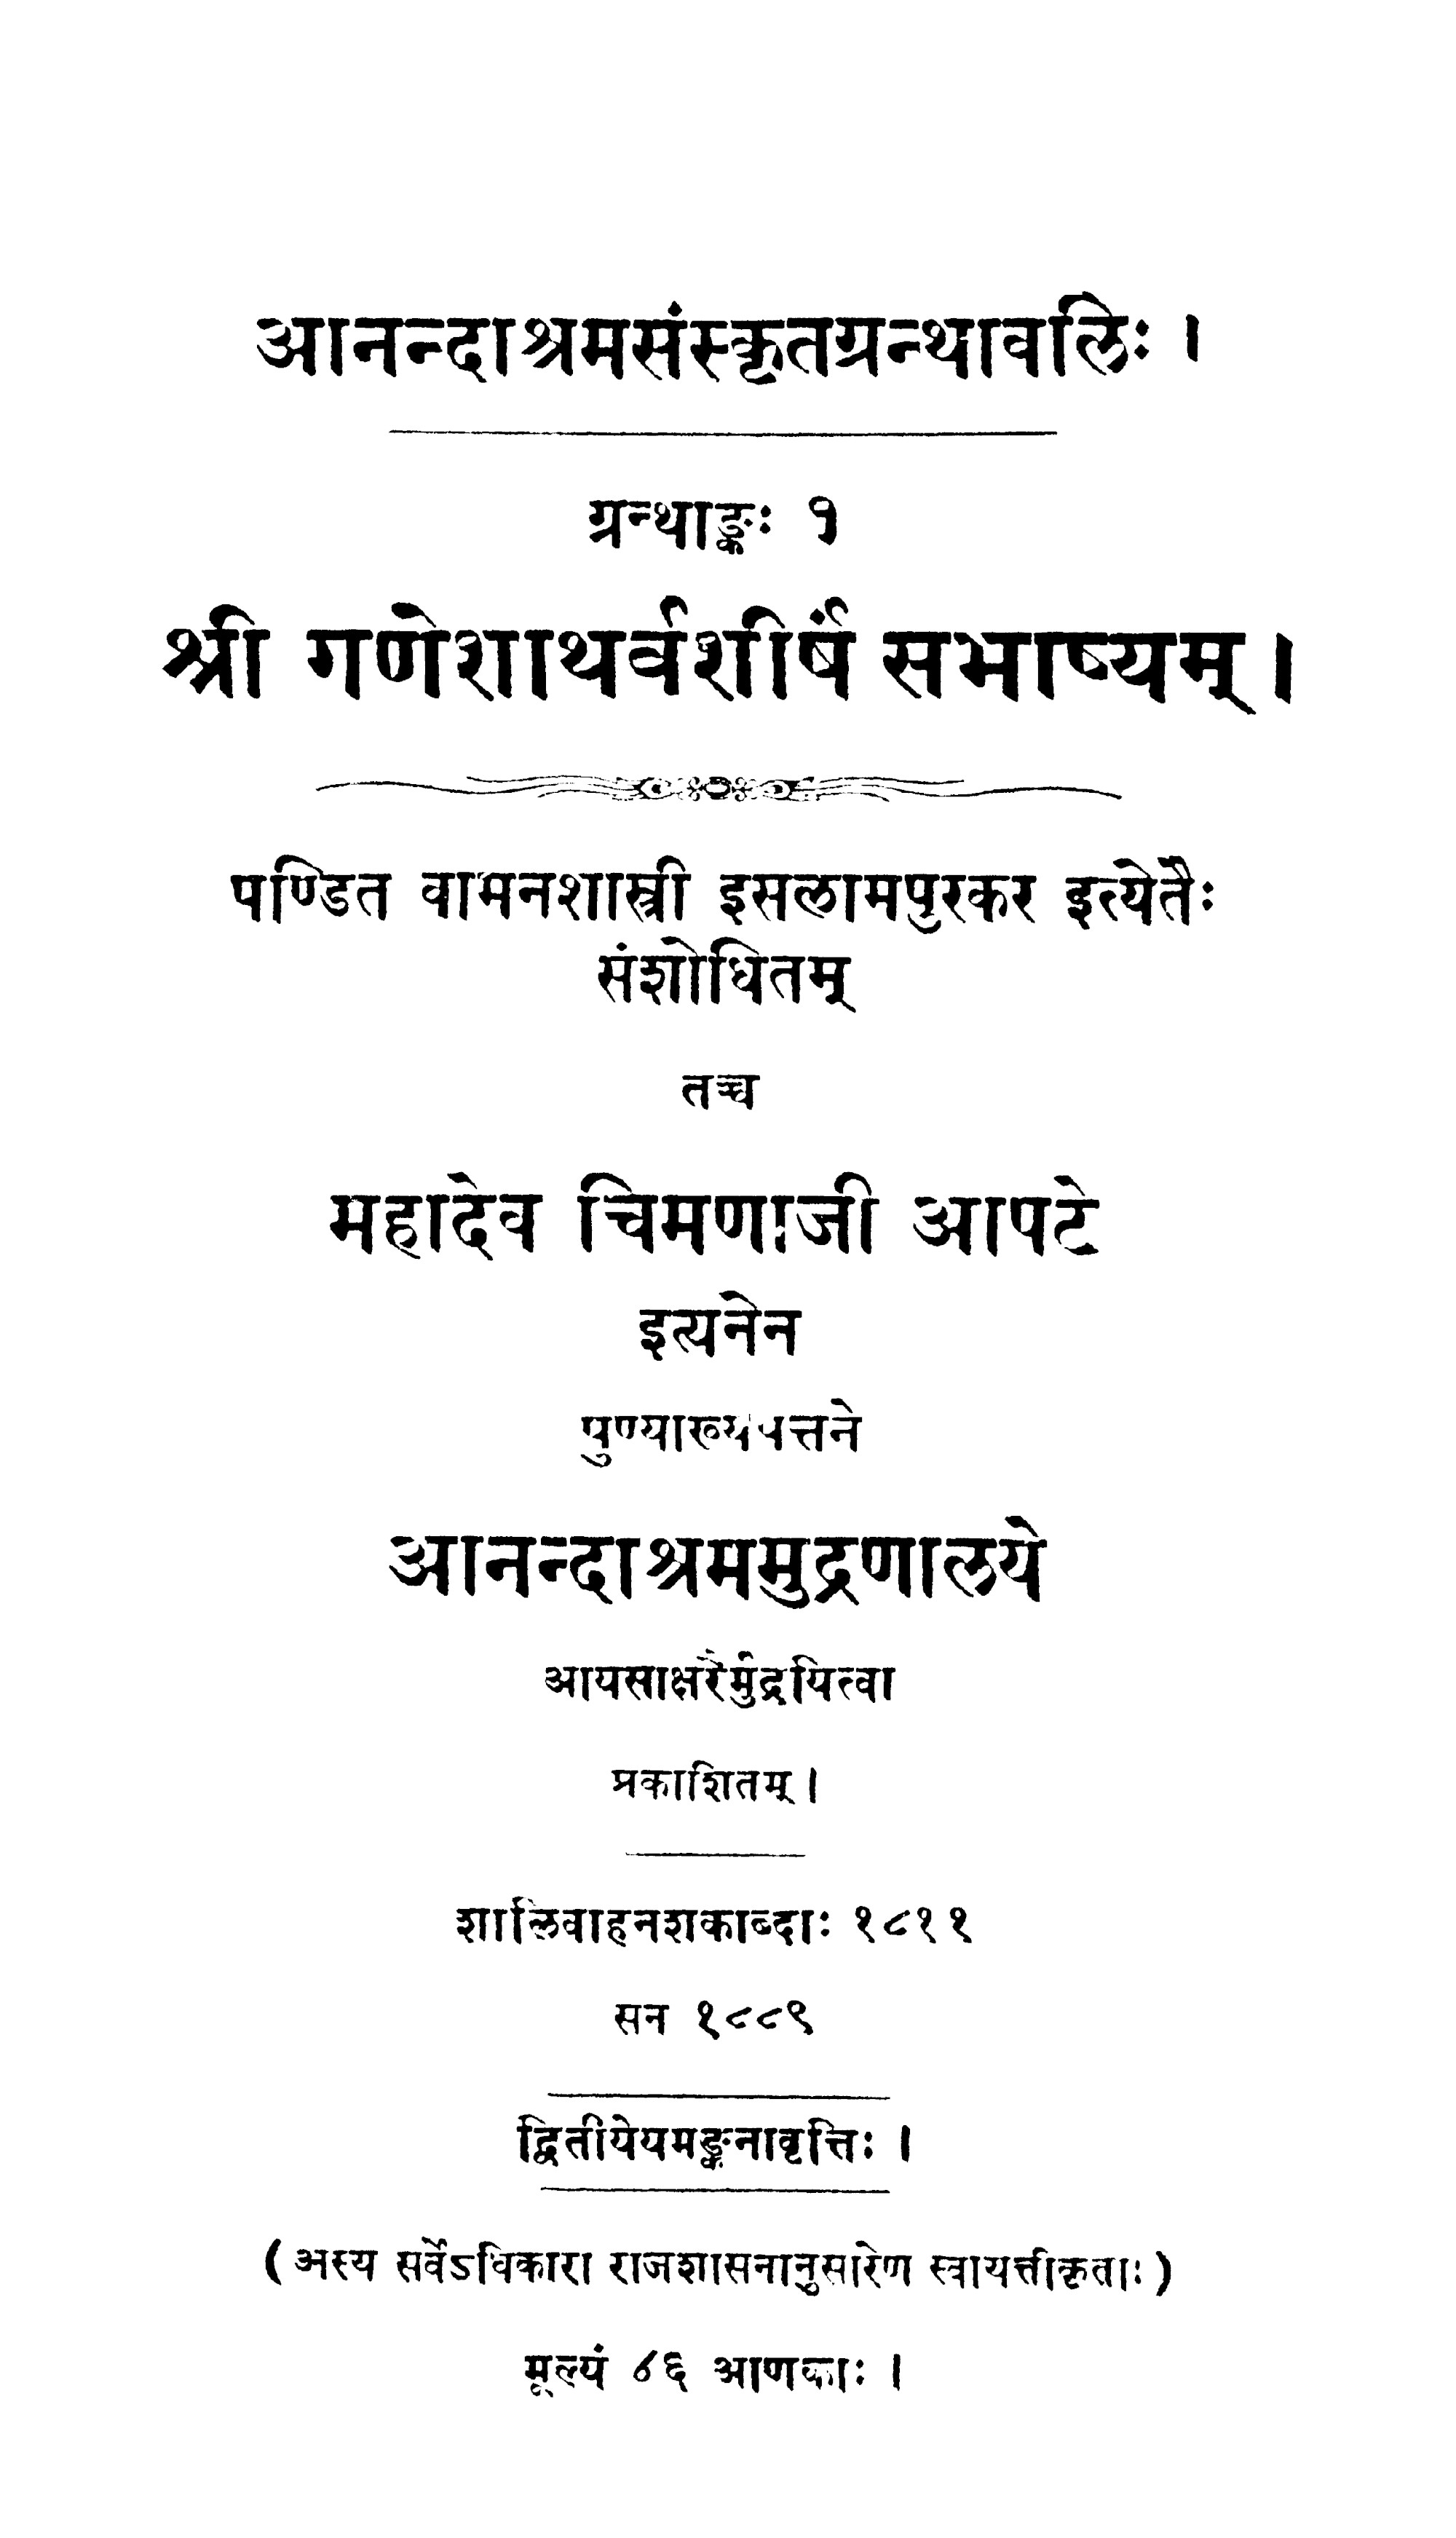 आनन्दाश्रमसंस्कृतग्रन्थावलिः ।
ग्रन्थाङ्कः १
श्री गणेशाथर्वशीर्षं सभाष्यम् ।
पण्डित वामनशास्त्री इसलामपुरकर इत्येतैः
संशोधितम्
तच्च
महादेव चिमणाजी आपटे
इत्यनेन
पुण्याख्यपत्तने
आनन्दाश्रममुद्रणालये
आयसाक्षरैर्मुद्रयित्वा
प्रकाशितम् ।
शालिवाहनशकाब्दाः १८११
सन १८८९
द्वितीयेयमङ्कनावृत्तिः ।
( अस्य सर्वेऽधिकारा राजशासनानुसारेण स्वायत्तीकृताः )
मूल्यं ८६ आणकाः ।